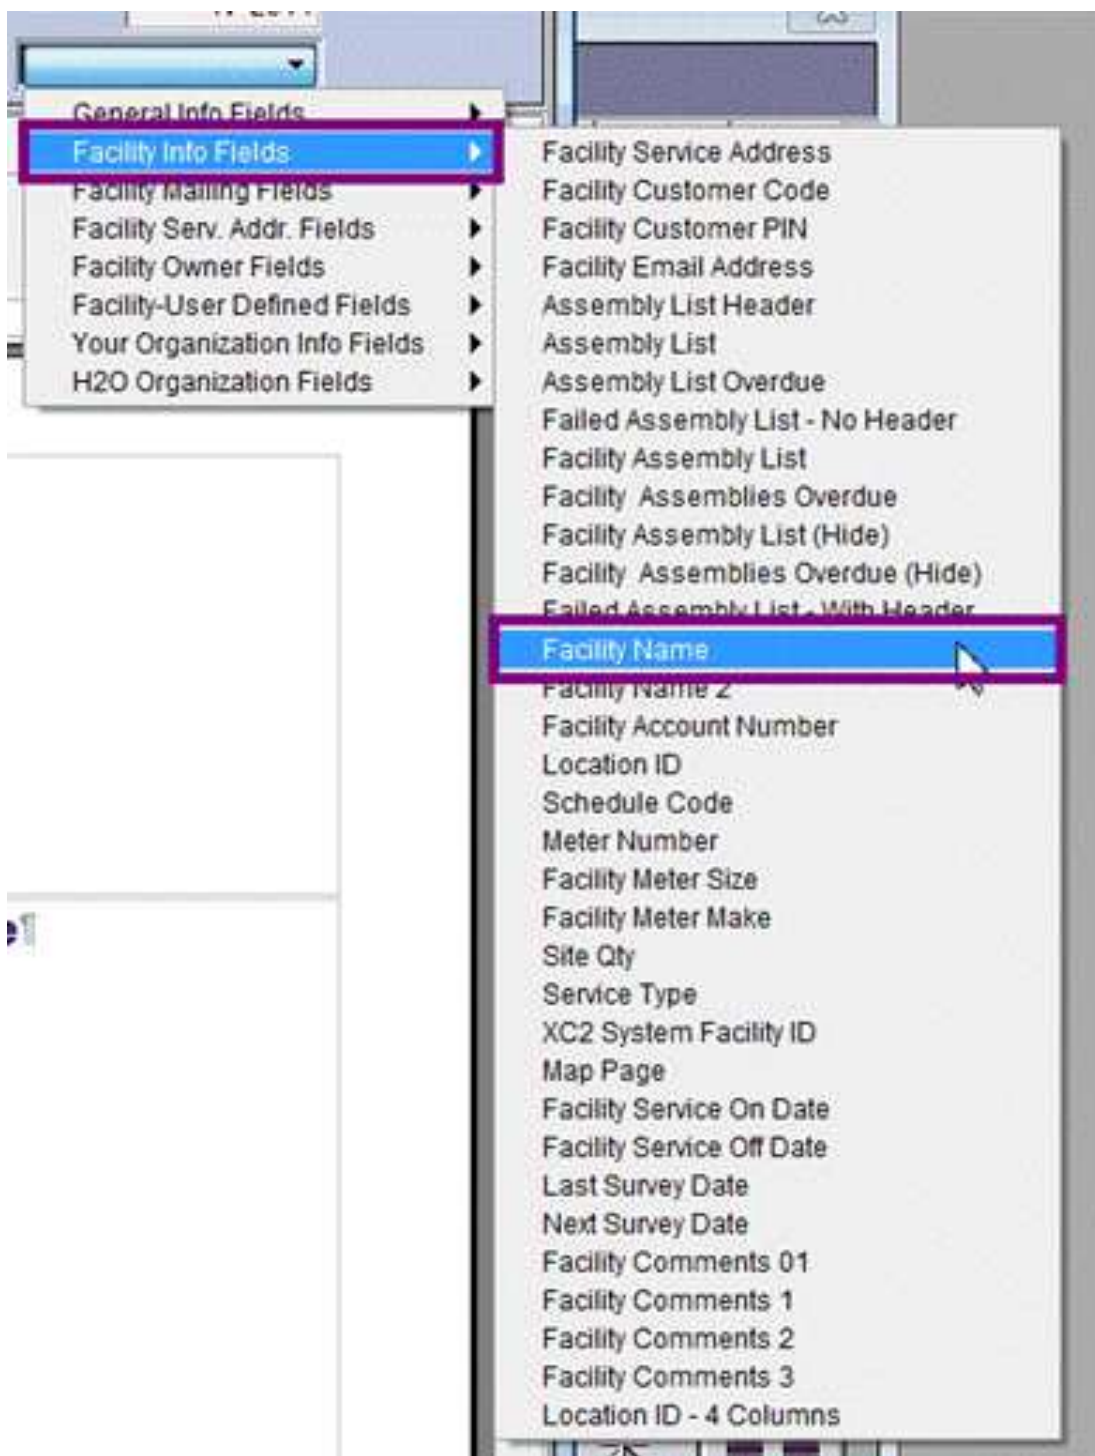 General Info Fields
Facility Info Fields
Facility Mailing Fields
Facility Serv. Addr. Fields
Facility Owner Fields
Facility-User Defined Fields
Your Organization Info Fields
H2O Organization Fields
Facility Service Address
Facility Customer Code
Facility Customer PIN
Facility Email Address
Assembly List Header
Assembly List
Assembly List Overdue
Failed Assembly List - No Header
Facility Assembly List
Facility  Assemblies Overdue
Facility Assembly List (Hide)
Facility  Assemblies Overdue (Hide)
Failed Assembly List - With Header
Facility Name
Facility Name 2
Facility Account Number
Location ID
Schedule Code
Meter Number
Facility Meter Size
Facility Meter Make
Site Qty
Service Type
XC2 System Facility ID
Map Page
Facility Service On Date
Facility Service Off Date
Last Survey Date
Next Survey Date
Facility Comments 01
Facility Comments 1
Facility Comments 2
Facility Comments 3
Location ID - 4 Columns